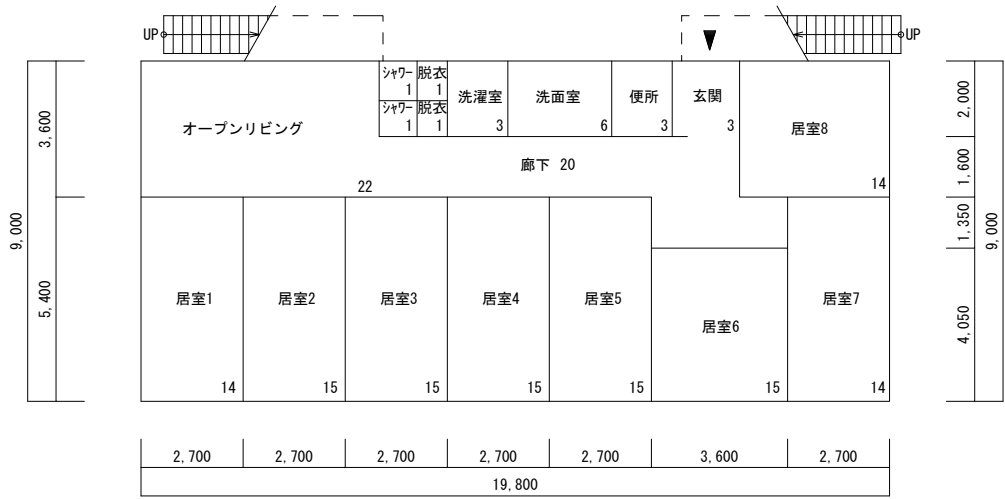 UP
UP
シャワー 脱衣
1 1
シャワー 脱衣
1 1
洗濯室
3
洗面室
6
便所
3
玄関
3
オープンリビング
22
廊下 20
居室8
14
居室1
14
居室2
15
居室3
15
居室4
15
居室5
15
居室6
15
居室7
14
3,600
5,400
9,000
2,000
1,600
1,350
4,050
9,000
2,700 2,700 2,700 2,700 2,700 3,600 2,700
19,800